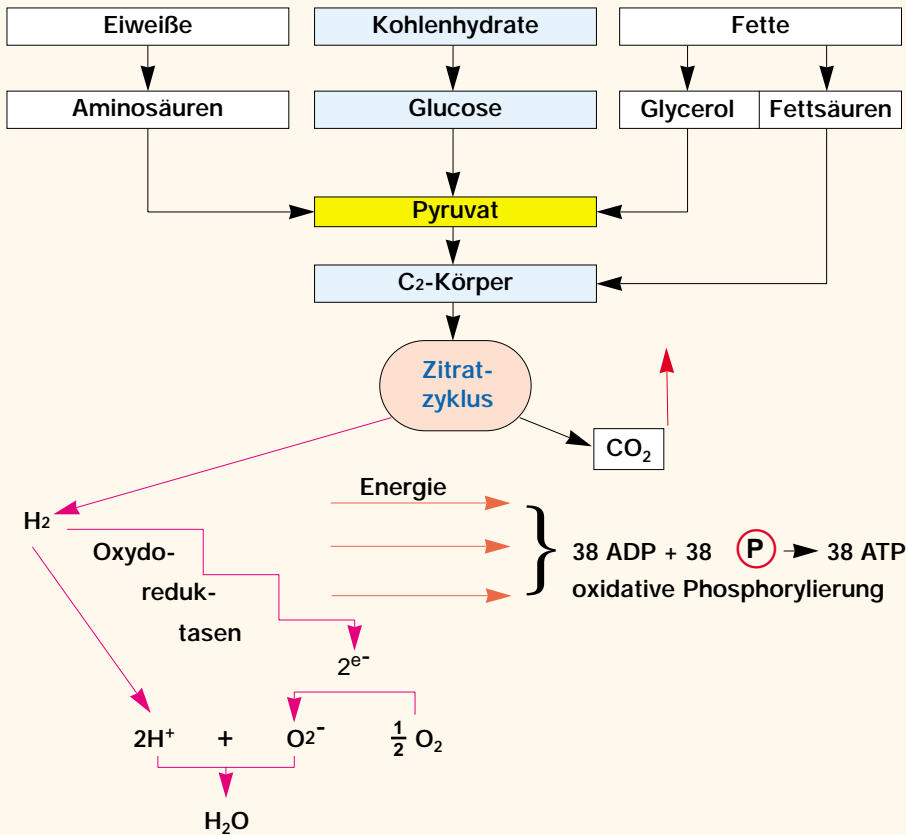 Eiweiße
Kohlenhydrate
Fette
Aminosäuren
Glucose
Glycerol
Fettsäuren
Pyruvat
C2-Körper
Zitrat-
zyklus
CO2
Energie
H2
Oxydo-
reduk-
tasen
38 ADP + 38 P 38 ATP
oxidative Phosphorylierung
2e-
2H+ + O2- 1/2 O2
H2O